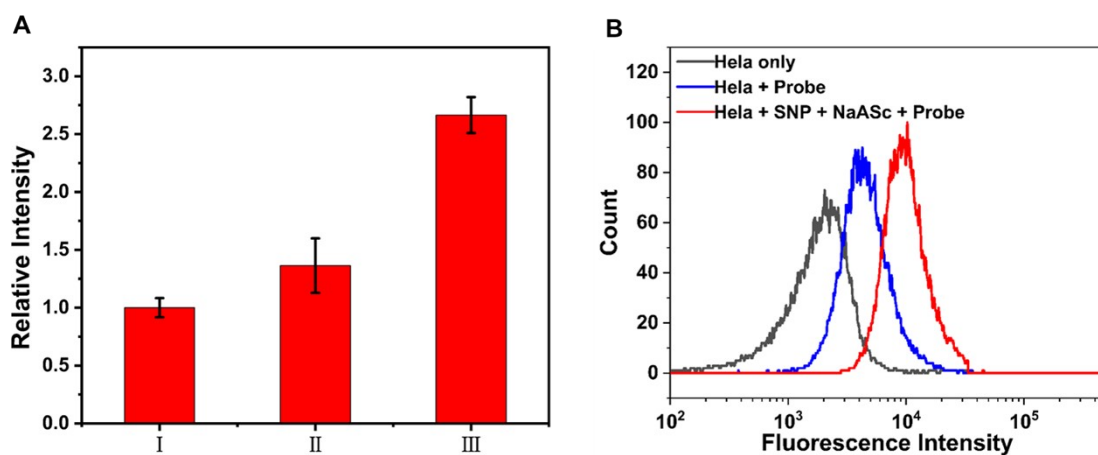 A
Relative Intensity
3.0
2.5
2.0
1.5
1.0
0.5
0.0
Ⅰ Ⅱ Ⅲ
B
Hela only
Hela + Probe
Hela + SNP + NaASc + Probe
Count
120
100
80
60
40
20
0
10² 10³ 10⁴ 10⁵
Fluorescence Intensity